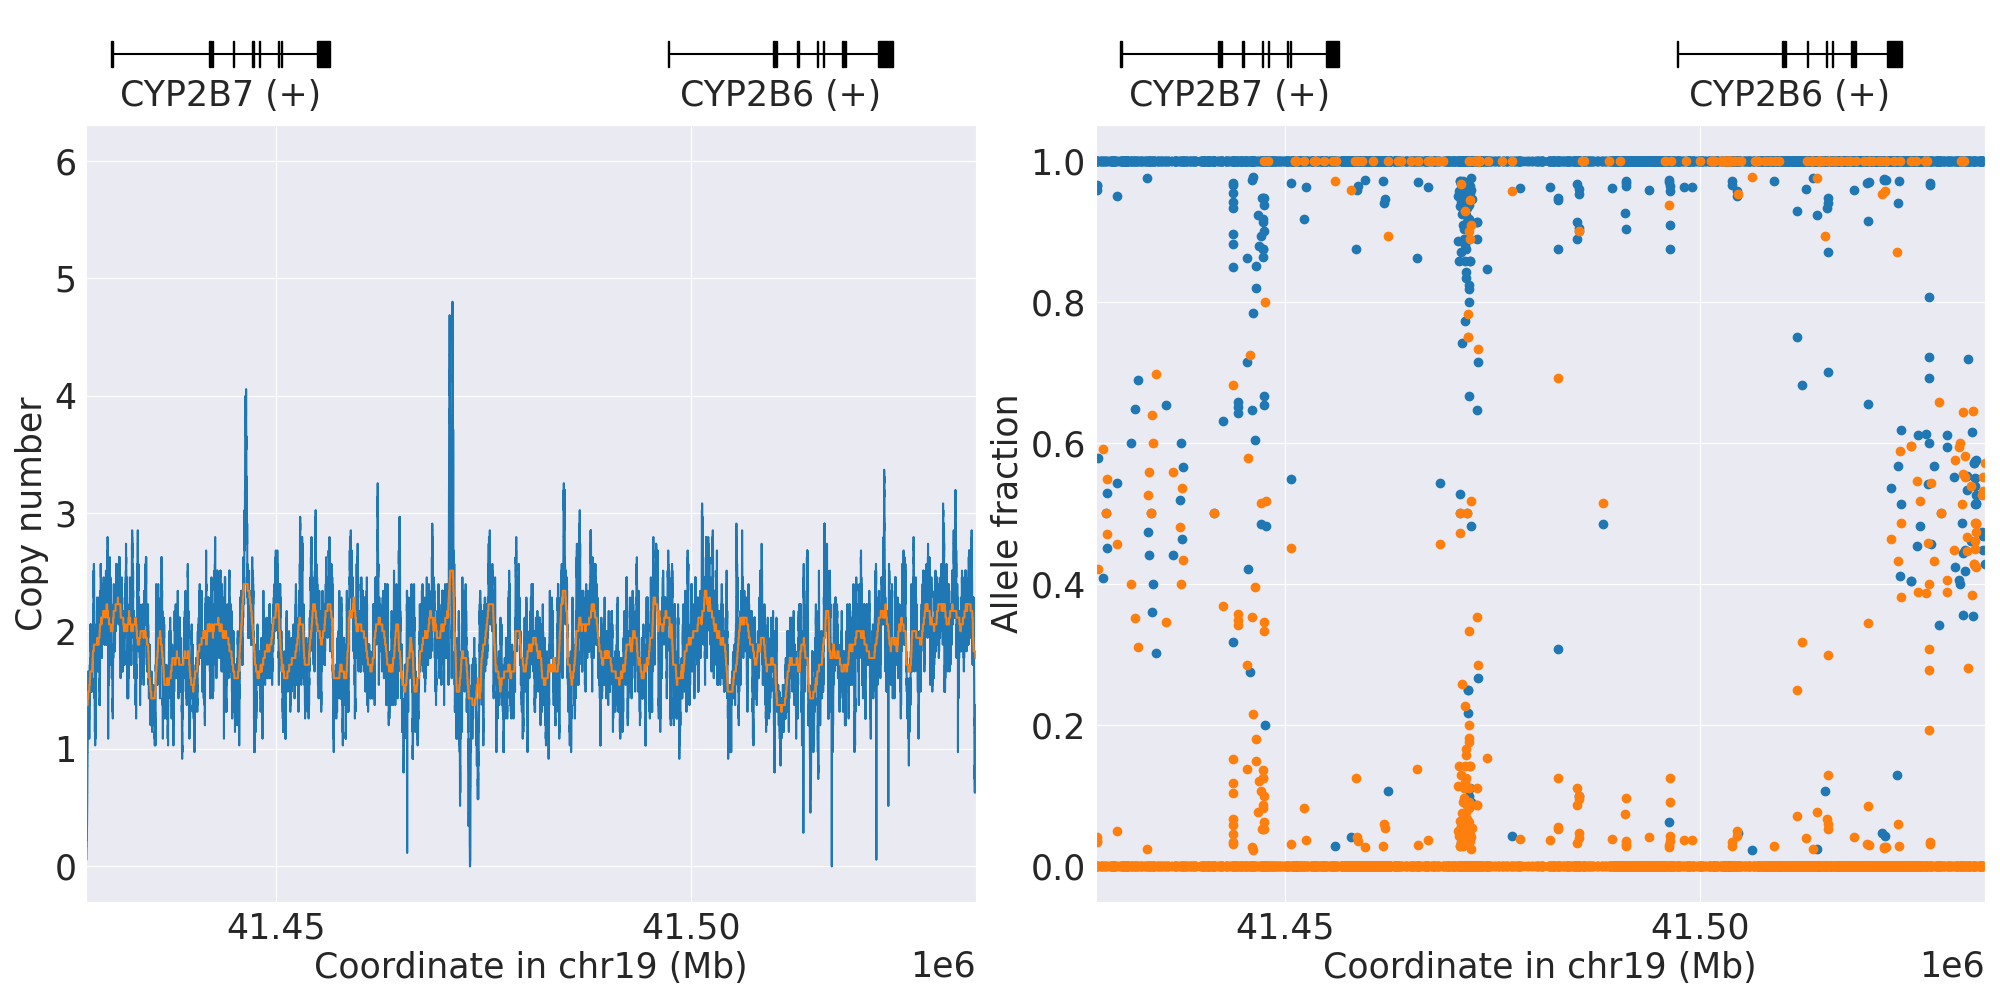 CYP2B7 (+)
CYP2B6 (+)
6
5
4
3
2
1
0
Copy number
41.45
41.50
Coordinate in chr19 (Mb)
1e6
CYP2B7 (+)
CYP2B6 (+)
1.0
0.8
0.6
0.4
0.2
0.0
Allele fraction
41.45
41.50
Coordinate in chr19 (Mb)
1e6